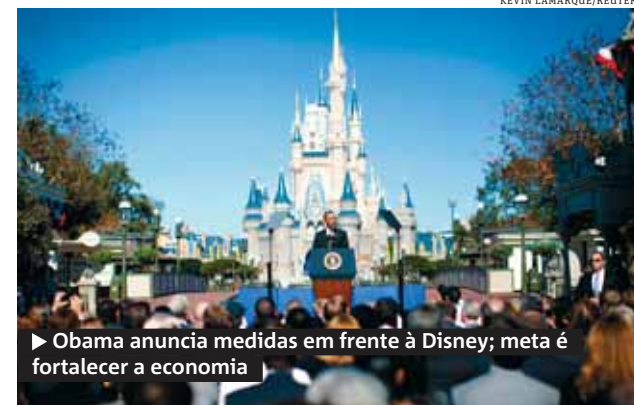 KEVIN LAMARQUE/REUTERS
▶ Obama anuncia medidas em frente à Disney; meta é
fortalecer a economia